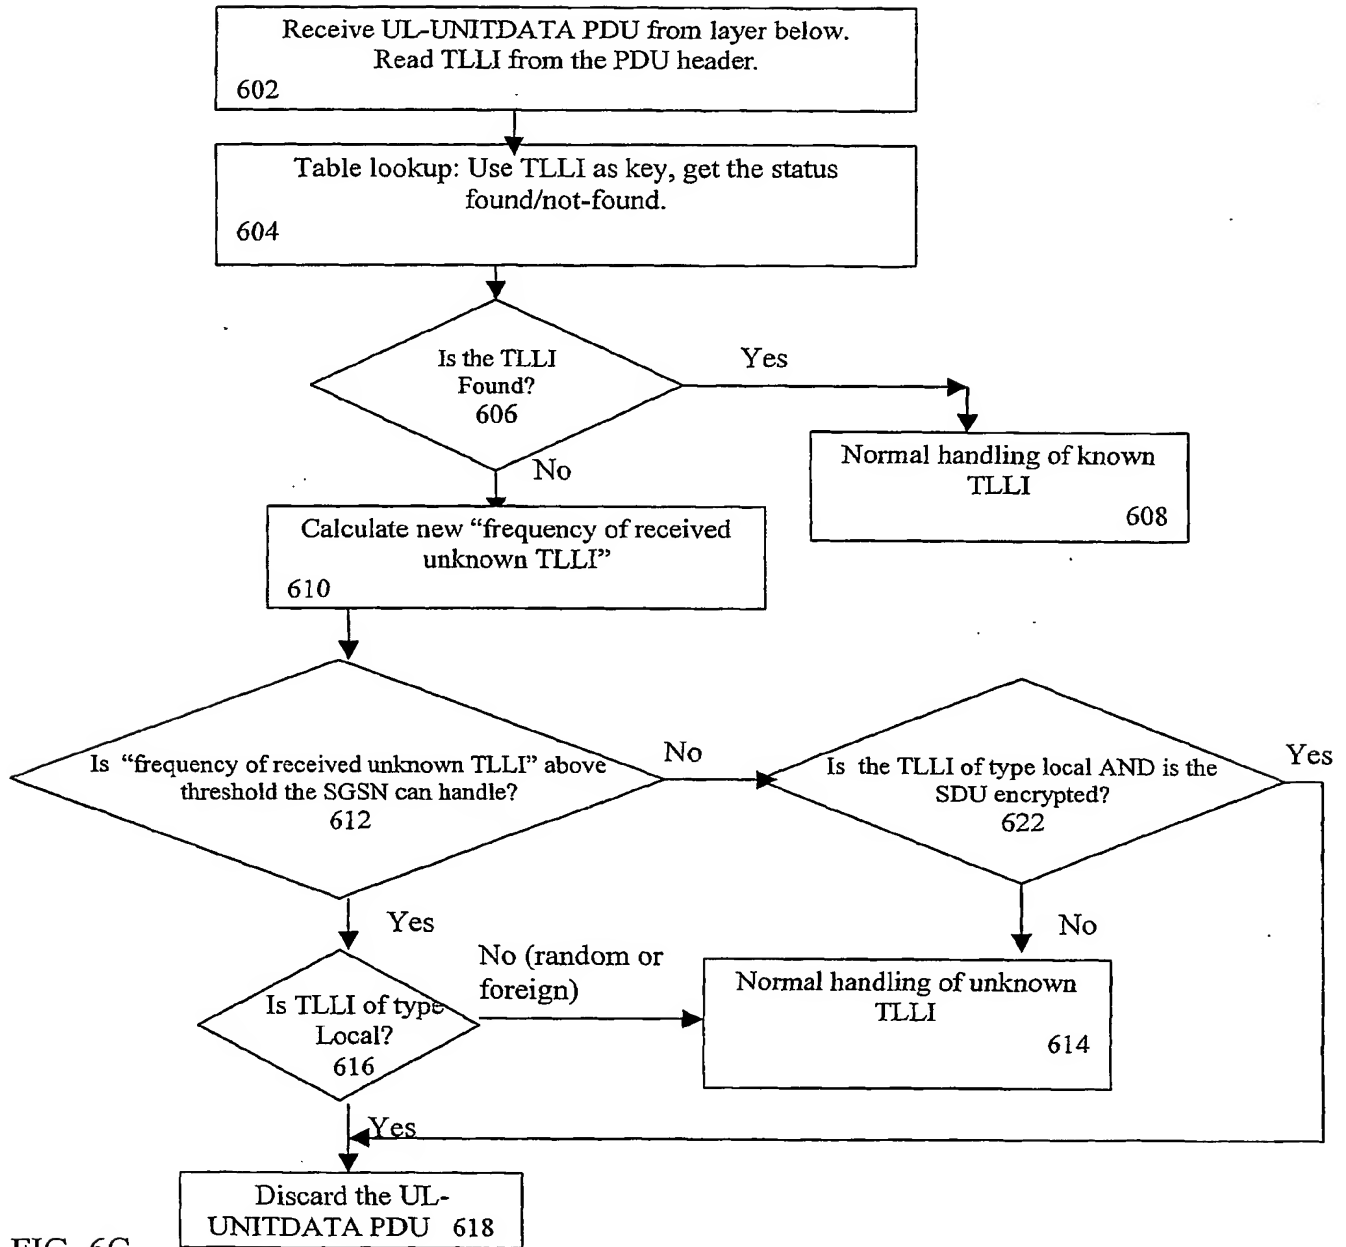 Receive UL-UNITDATA PDU from layer below.
Read TLLI from the PDU header.
602
Table lookup: Use TLLI as key, get the status
found/not-found.
604
Is the TLLI
Found?
606
Yes
No
Normal handling of known
TLLI
608
Calculate new “frequency of received
unknown TLLI”
610
Is “frequency of received unknown TLLI” above
threshold the SGSN can handle?
612
No
Is the TLLI of type local AND is the
SDU encrypted?
622
Yes
Yes
No
No (random or
foreign)
Is TLLI of type
Local?
616
Normal handling of unknown
TLLI
614
Yes
Discard the UL-
UNITDATA PDU 618